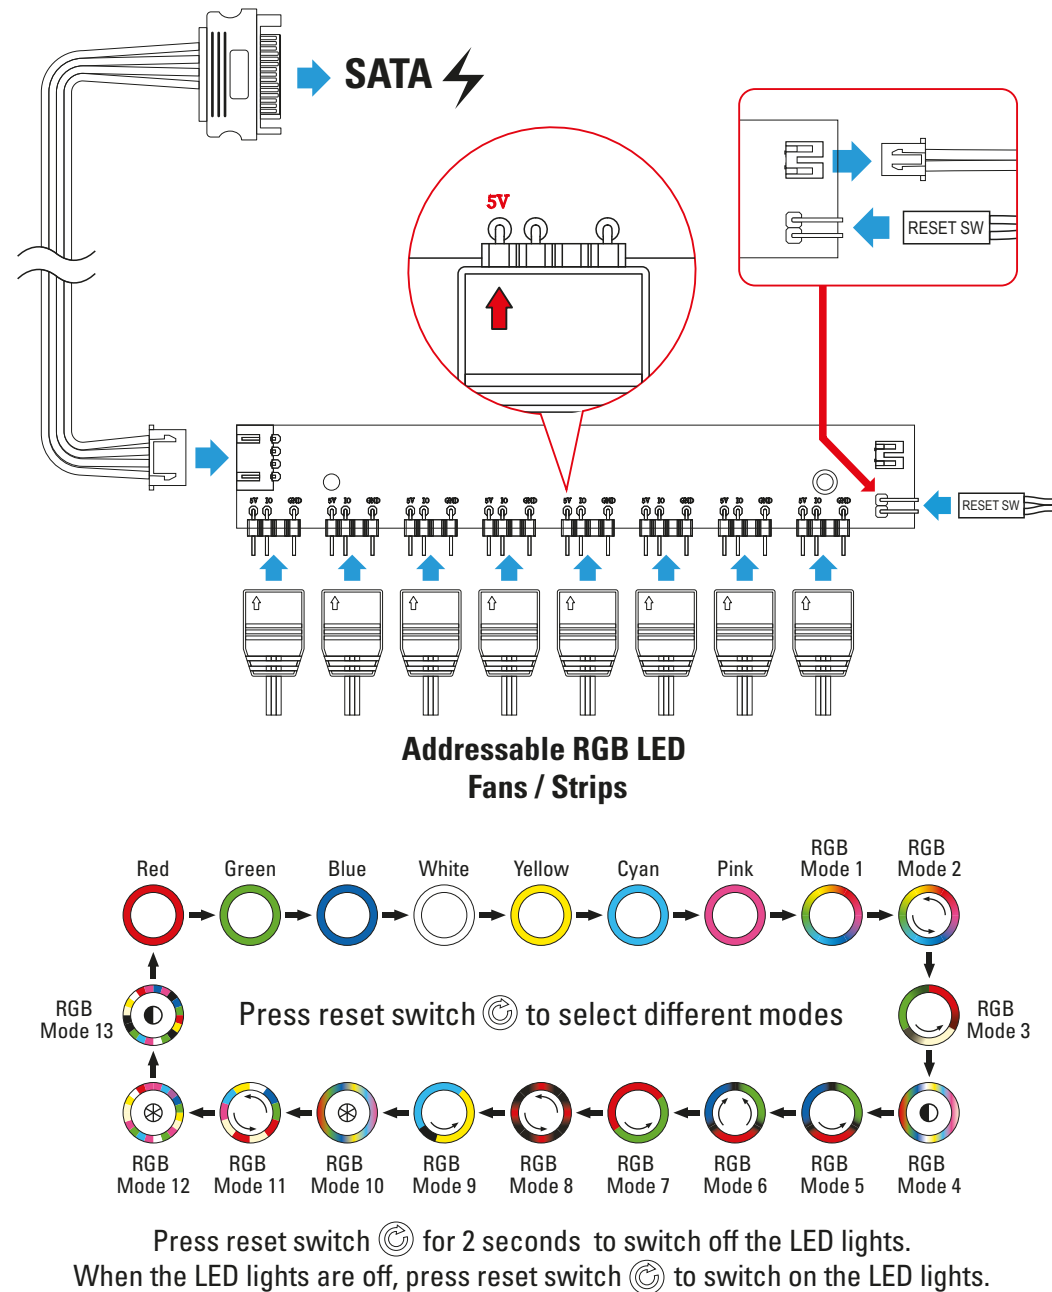 SATA
5V
RESET SW
5V IO GND 5V IO GND 5V IO GND 5V IO GND 5V IO GND 5V IO GND 5V IO GND 5V IO GND
RESET SW
Addressable RGB LED
Fans / Strips
Red Green Blue White Yellow Cyan Pink RGB Mode 1 RGB Mode 2
RGB
Mode 13
Press reset switch to select different modes
RGB
Mode 3
RGB RGB RGB RGB RGB RGB RGB RGB RGB
Mode 12 Mode 11 Mode 10 Mode 9 Mode 8 Mode 7 Mode 6 Mode 5 Mode 4
Press reset switch for 2 seconds to switch off the LED lights.
When the LED lights are off, press reset switch to switch on the LED lights.